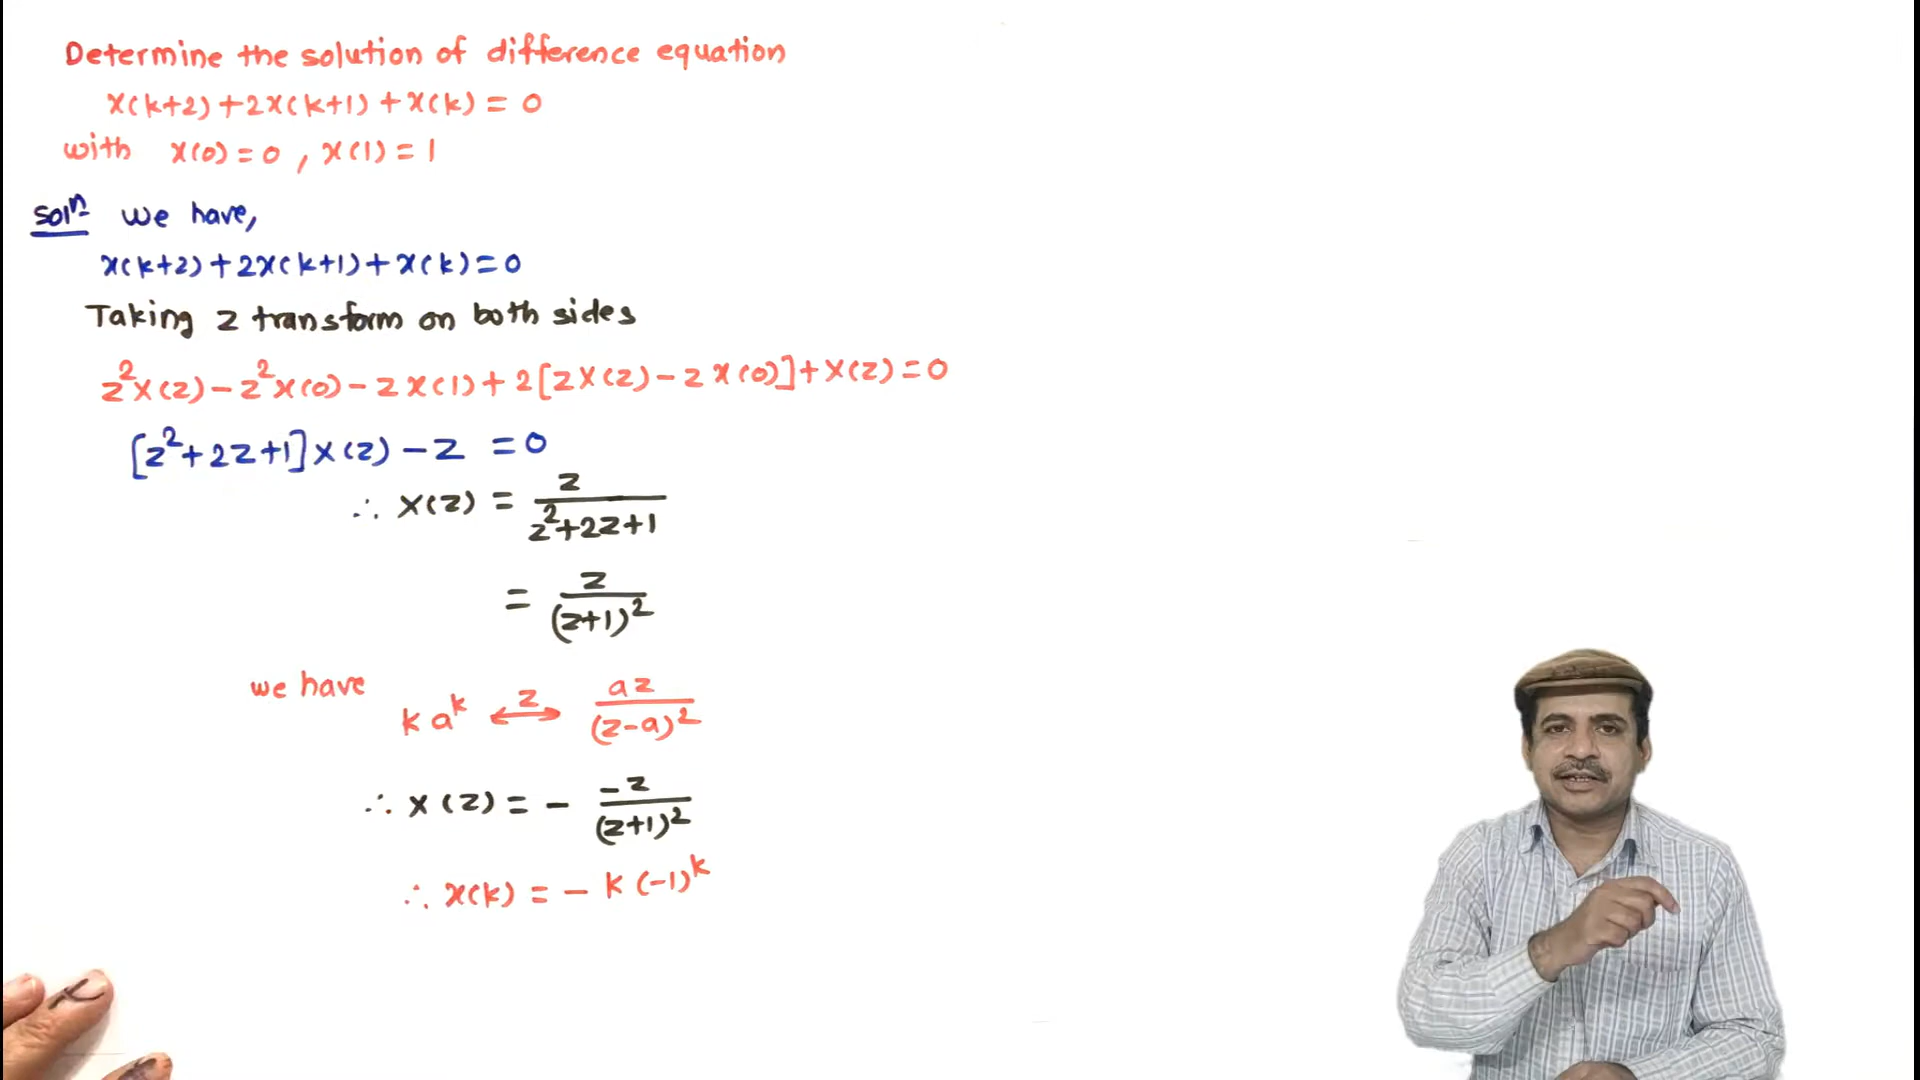 Determine the solution of difference equation
x(k+2)+2x(k+1)+x(k) = 0
with x(0) = 0 , x(1) = 1
Solⁿ we have,
x(k+2)+2x(k+1)+x(k)=0
Taking z transform on both sides
z²X(z) - z²x(0) - zx(1) + 2[zX(z) - zx(0)] + X(z) = 0
[z²+2z+1]X(z) - z = 0
∴ X(z) = z / (z²+2z+1)
= z / (z+1)²
we have
k aᵏ ⟷ᶻ az / (z-a)²
∴ X(z) = - -z / (z+1)²
∴ x(k) = - k (-1)ᵏ